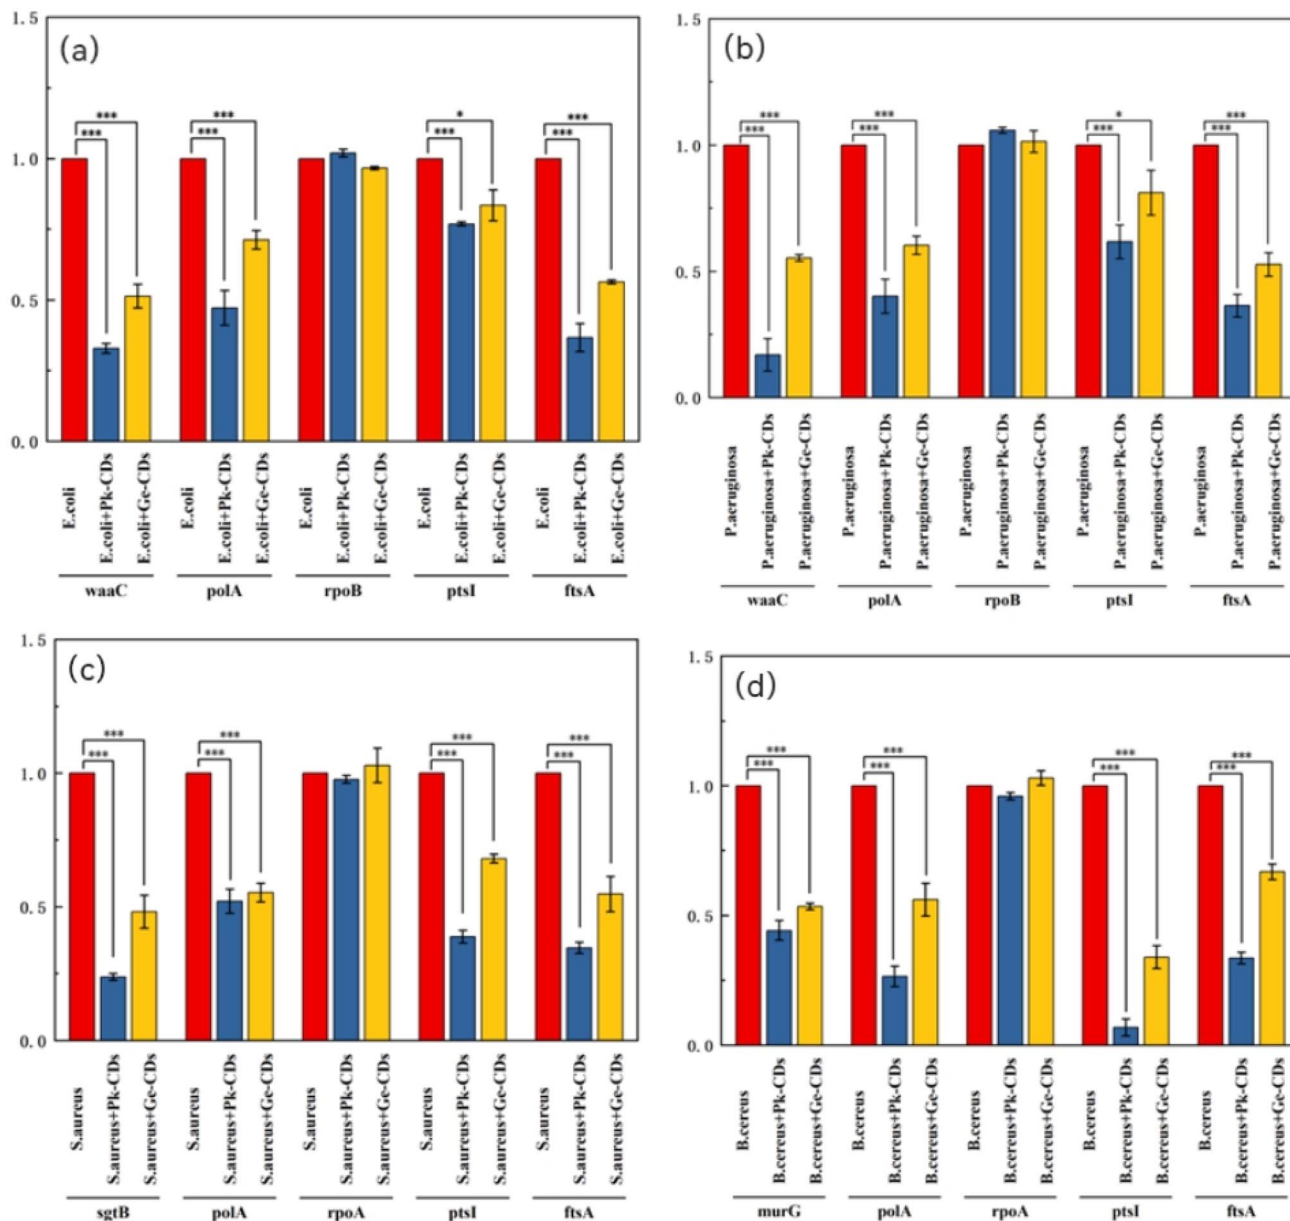 (a)
1.5
1.0
0.5
0.0
*** *** *** *** *** * *** ***
E.coli E.coli+Pk-CDs E.coli+Ge-CDs E.coli E.coli+Pk-CDs E.coli+Ge-CDs E.coli E.coli+Pk-CDs E.coli+Ge-CDs E.coli E.coli+Pk-CDs E.coli+Ge-CDs E.coli E.coli+Pk-CDs E.coli+Ge-CDs
waaC polA rpoB ptsI ftsA
(b)
1.5
1.0
0.5
0.0
*** *** *** *** *** * *** ***
P.aeruginosa P.aeruginosa+Pk-CDs P.aeruginosa+Ge-CDs P.aeruginosa P.aeruginosa+Pk-CDs P.aeruginosa+Ge-CDs P.aeruginosa P.aeruginosa+Pk-CDs P.aeruginosa+Ge-CDs P.aeruginosa P.aeruginosa+Pk-CDs P.aeruginosa+Ge-CDs P.aeruginosa P.aeruginosa+Pk-CDs P.aeruginosa+Ge-CDs
waaC polA rpoB ptsI ftsA
(c)
1.5
1.0
0.5
0.0
*** *** *** *** *** *** *** ***
S.aureus S.aureus+Pk-CDs S.aureus+Ge-CDs S.aureus S.aureus+Pk-CDs S.aureus+Ge-CDs S.aureus S.aureus+Pk-CDs S.aureus+Ge-CDs S.aureus S.aureus+Pk-CDs S.aureus+Ge-CDs S.aureus S.aureus+Pk-CDs S.aureus+Ge-CDs
sgtB polA rpoA ptsI ftsA
(d)
1.5
1.0
0.5
0.0
*** *** *** *** *** *** *** ***
B.cereus B.cereus+Pk-CDs B.cereus+Ge-CDs B.cereus B.cereus+Pk-CDs B.cereus+Ge-CDs B.cereus B.cereus+Pk-CDs B.cereus+Ge-CDs B.cereus B.cereus+Pk-CDs B.cereus+Ge-CDs B.cereus B.cereus+Pk-CDs B.cereus+Ge-CDs
murG polA rpoA ptsI ftsA